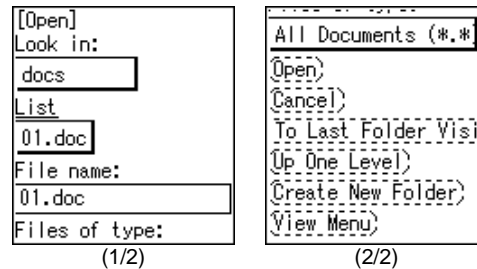 [Open]
Look in:
docs
List
01.doc
File name:
01.doc
Files of type:
(1/2)
All Documents (*.*)
Open)
Cancel)
To Last Folder Visi
Up One Level)
Create New Folder)
View Menu)
(2/2)